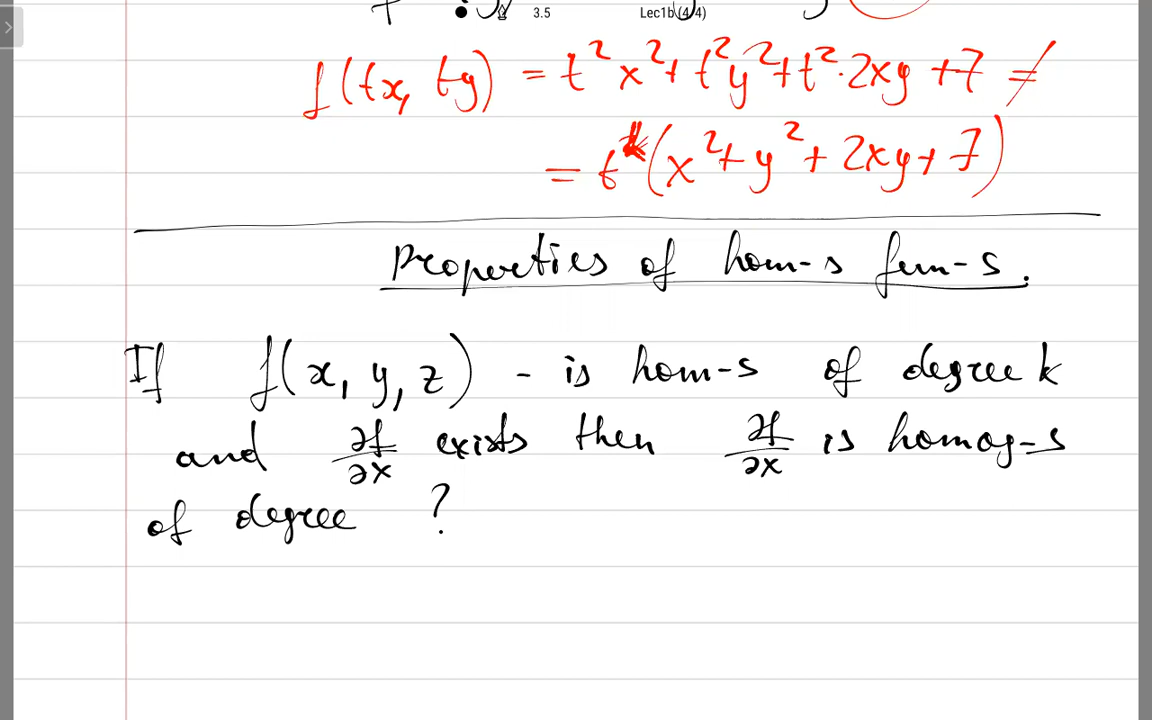 3.5 Lec1b (4/4)
f(tx, ty) = t²x² + t²y² + t²·2xy + 7 ≠
= t^k(x² + y² + 2xy + 7)
Properties of hom-s fun-s.
If f(x, y, z) - is hom-s of degree k
and ∂f/∂x exists then ∂f/∂x is homog-s
of degree ?